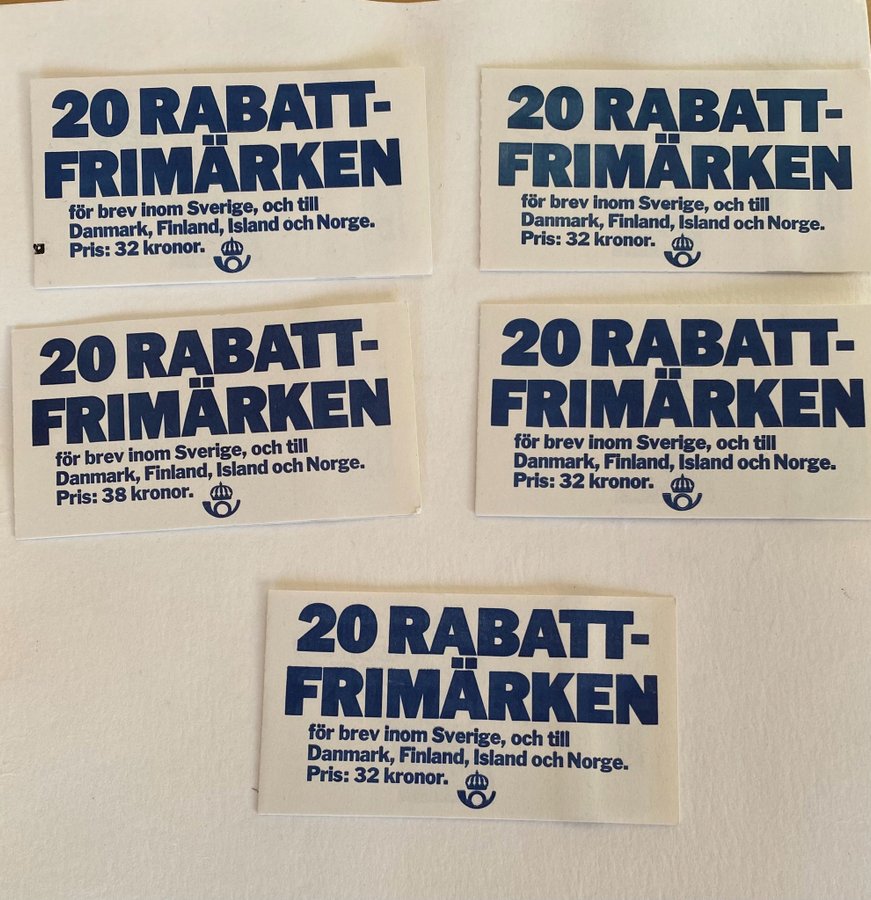 20 RABATT-
FRIMÄRKEN
för brev inom Sverige, och till
Danmark, Finland, Island och Norge.
Pris: 32 kronor.
20 RABATT-
FRIMÄRKEN
för brev inom Sverige, och till
Danmark, Finland, Island och Norge.
Pris: 32 kronor.
20 RABATT-
FRIMÄRKEN
för brev inom Sverige, och till
Danmark, Finland, Island och Norge.
Pris: 38 kronor.
20 RABATT-
FRIMÄRKEN
för brev inom Sverige, och till
Danmark, Finland, Island och Norge.
Pris: 32 kronor.
20 RABATT-
FRIMÄRKEN
för brev inom Sverige, och till
Danmark, Finland, Island och Norge.
Pris: 32 kronor.